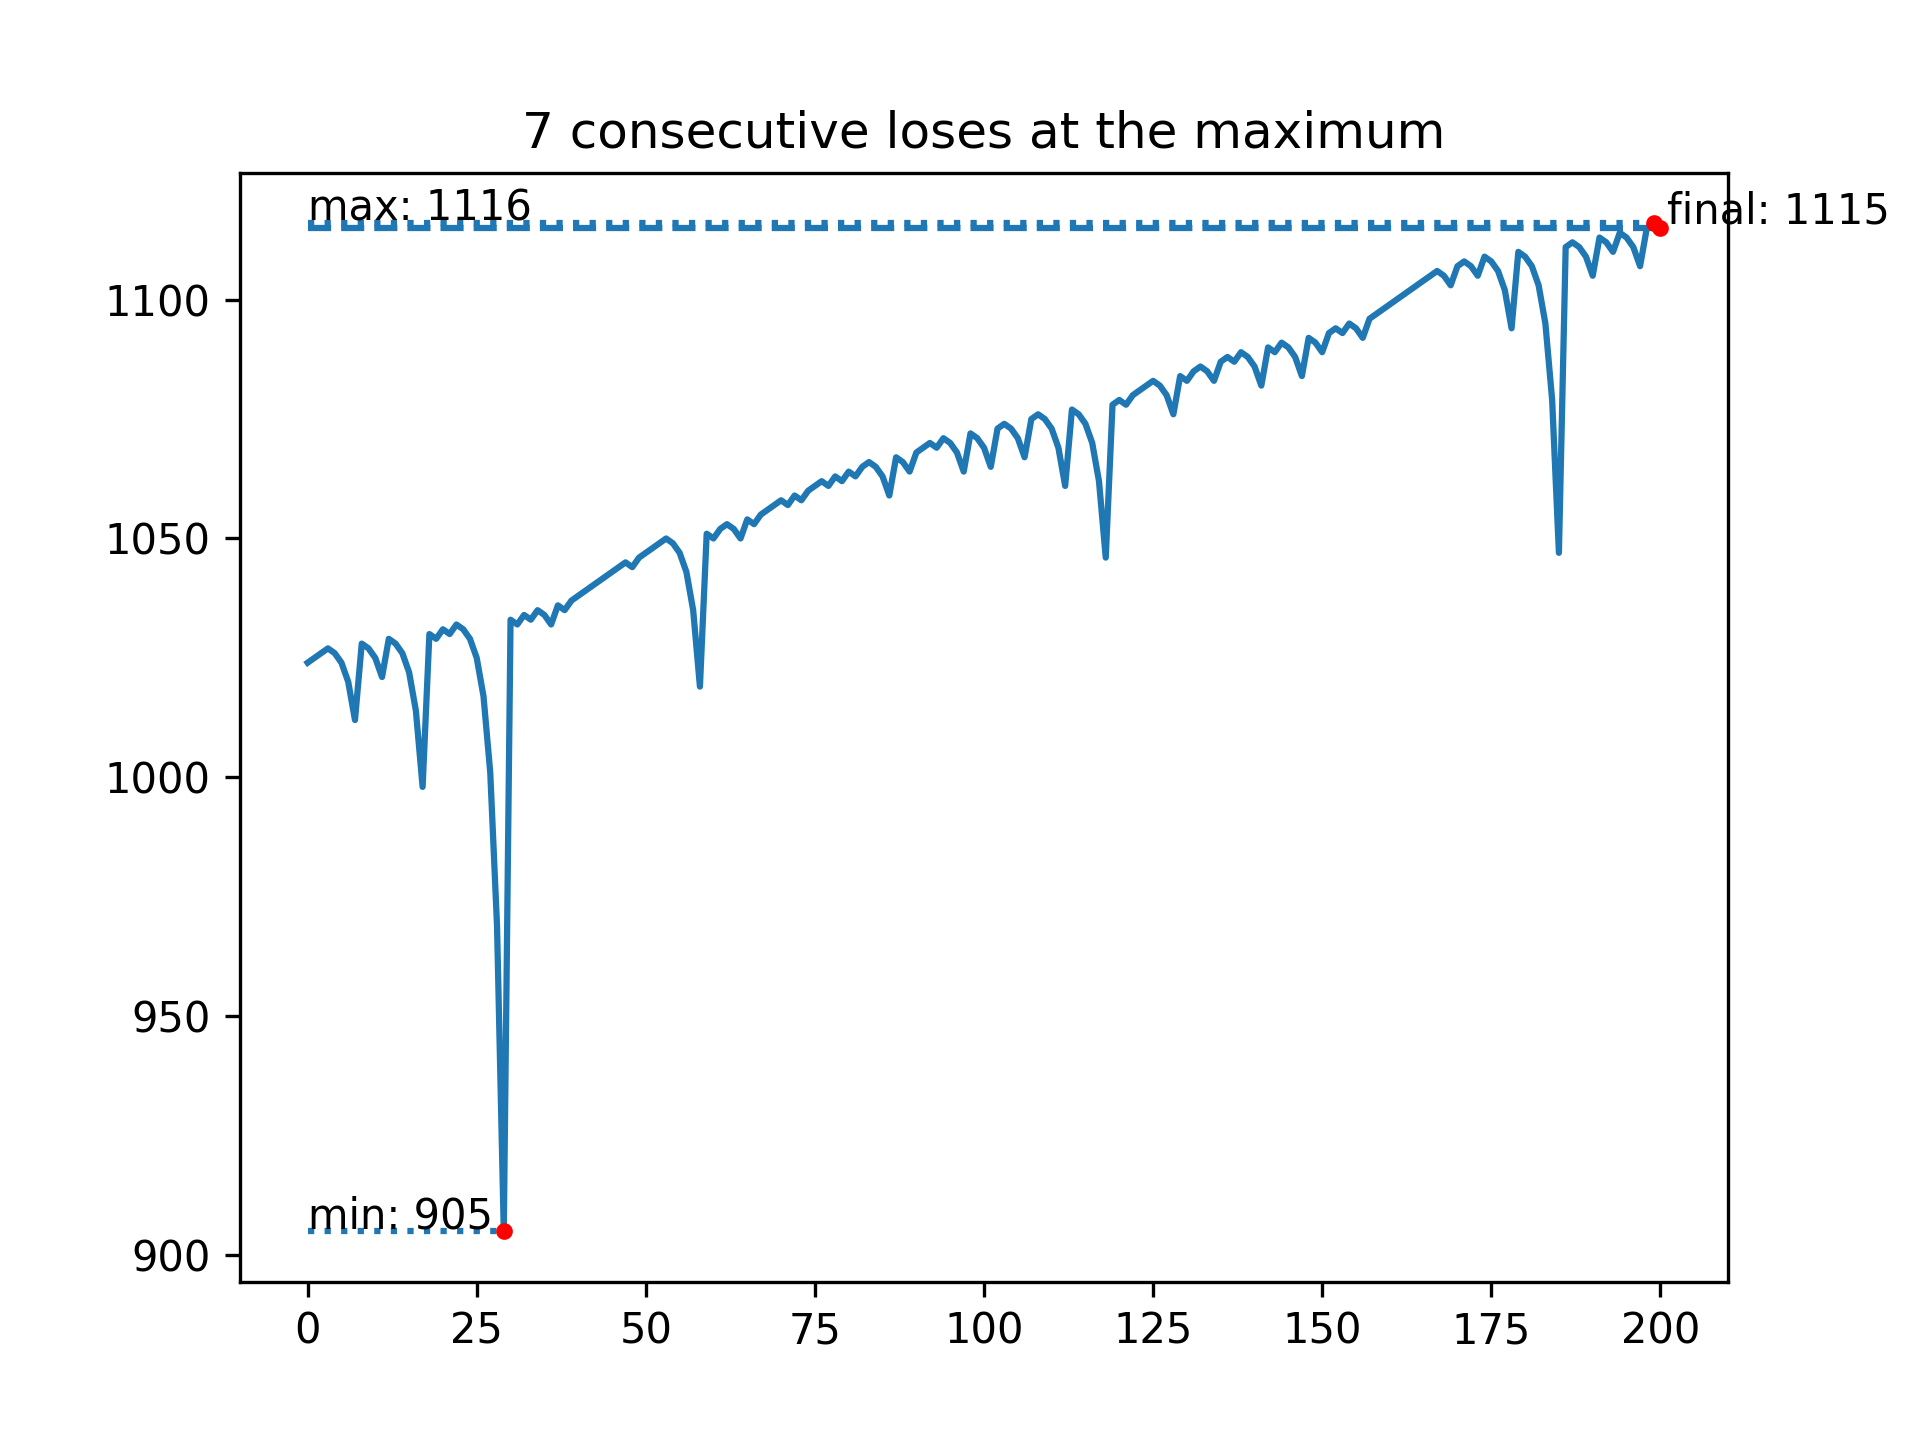 7 consecutive loses at the maximum
max: 1116
final: 1115
1100
1050
1000
950
min: 905
900
0 25 50 75 100 125 150 175 200